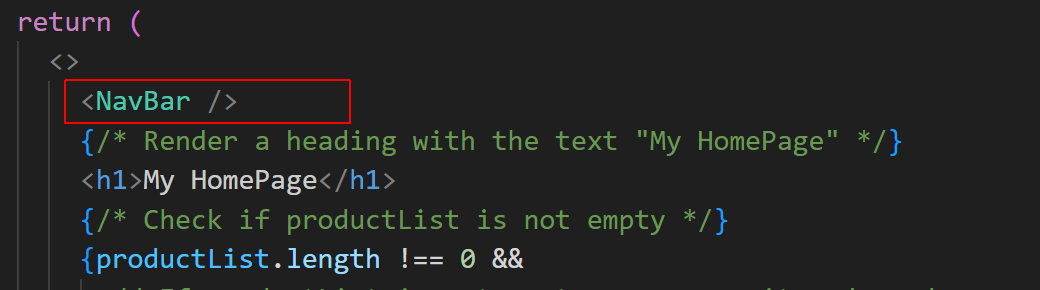 return (
<>
<NavBar />
{/* Render a heading with the text "My HomePage" */}
<h1>My HomePage</h1>
{/* Check if productList is not empty */}
{productList.length !== 0 &&